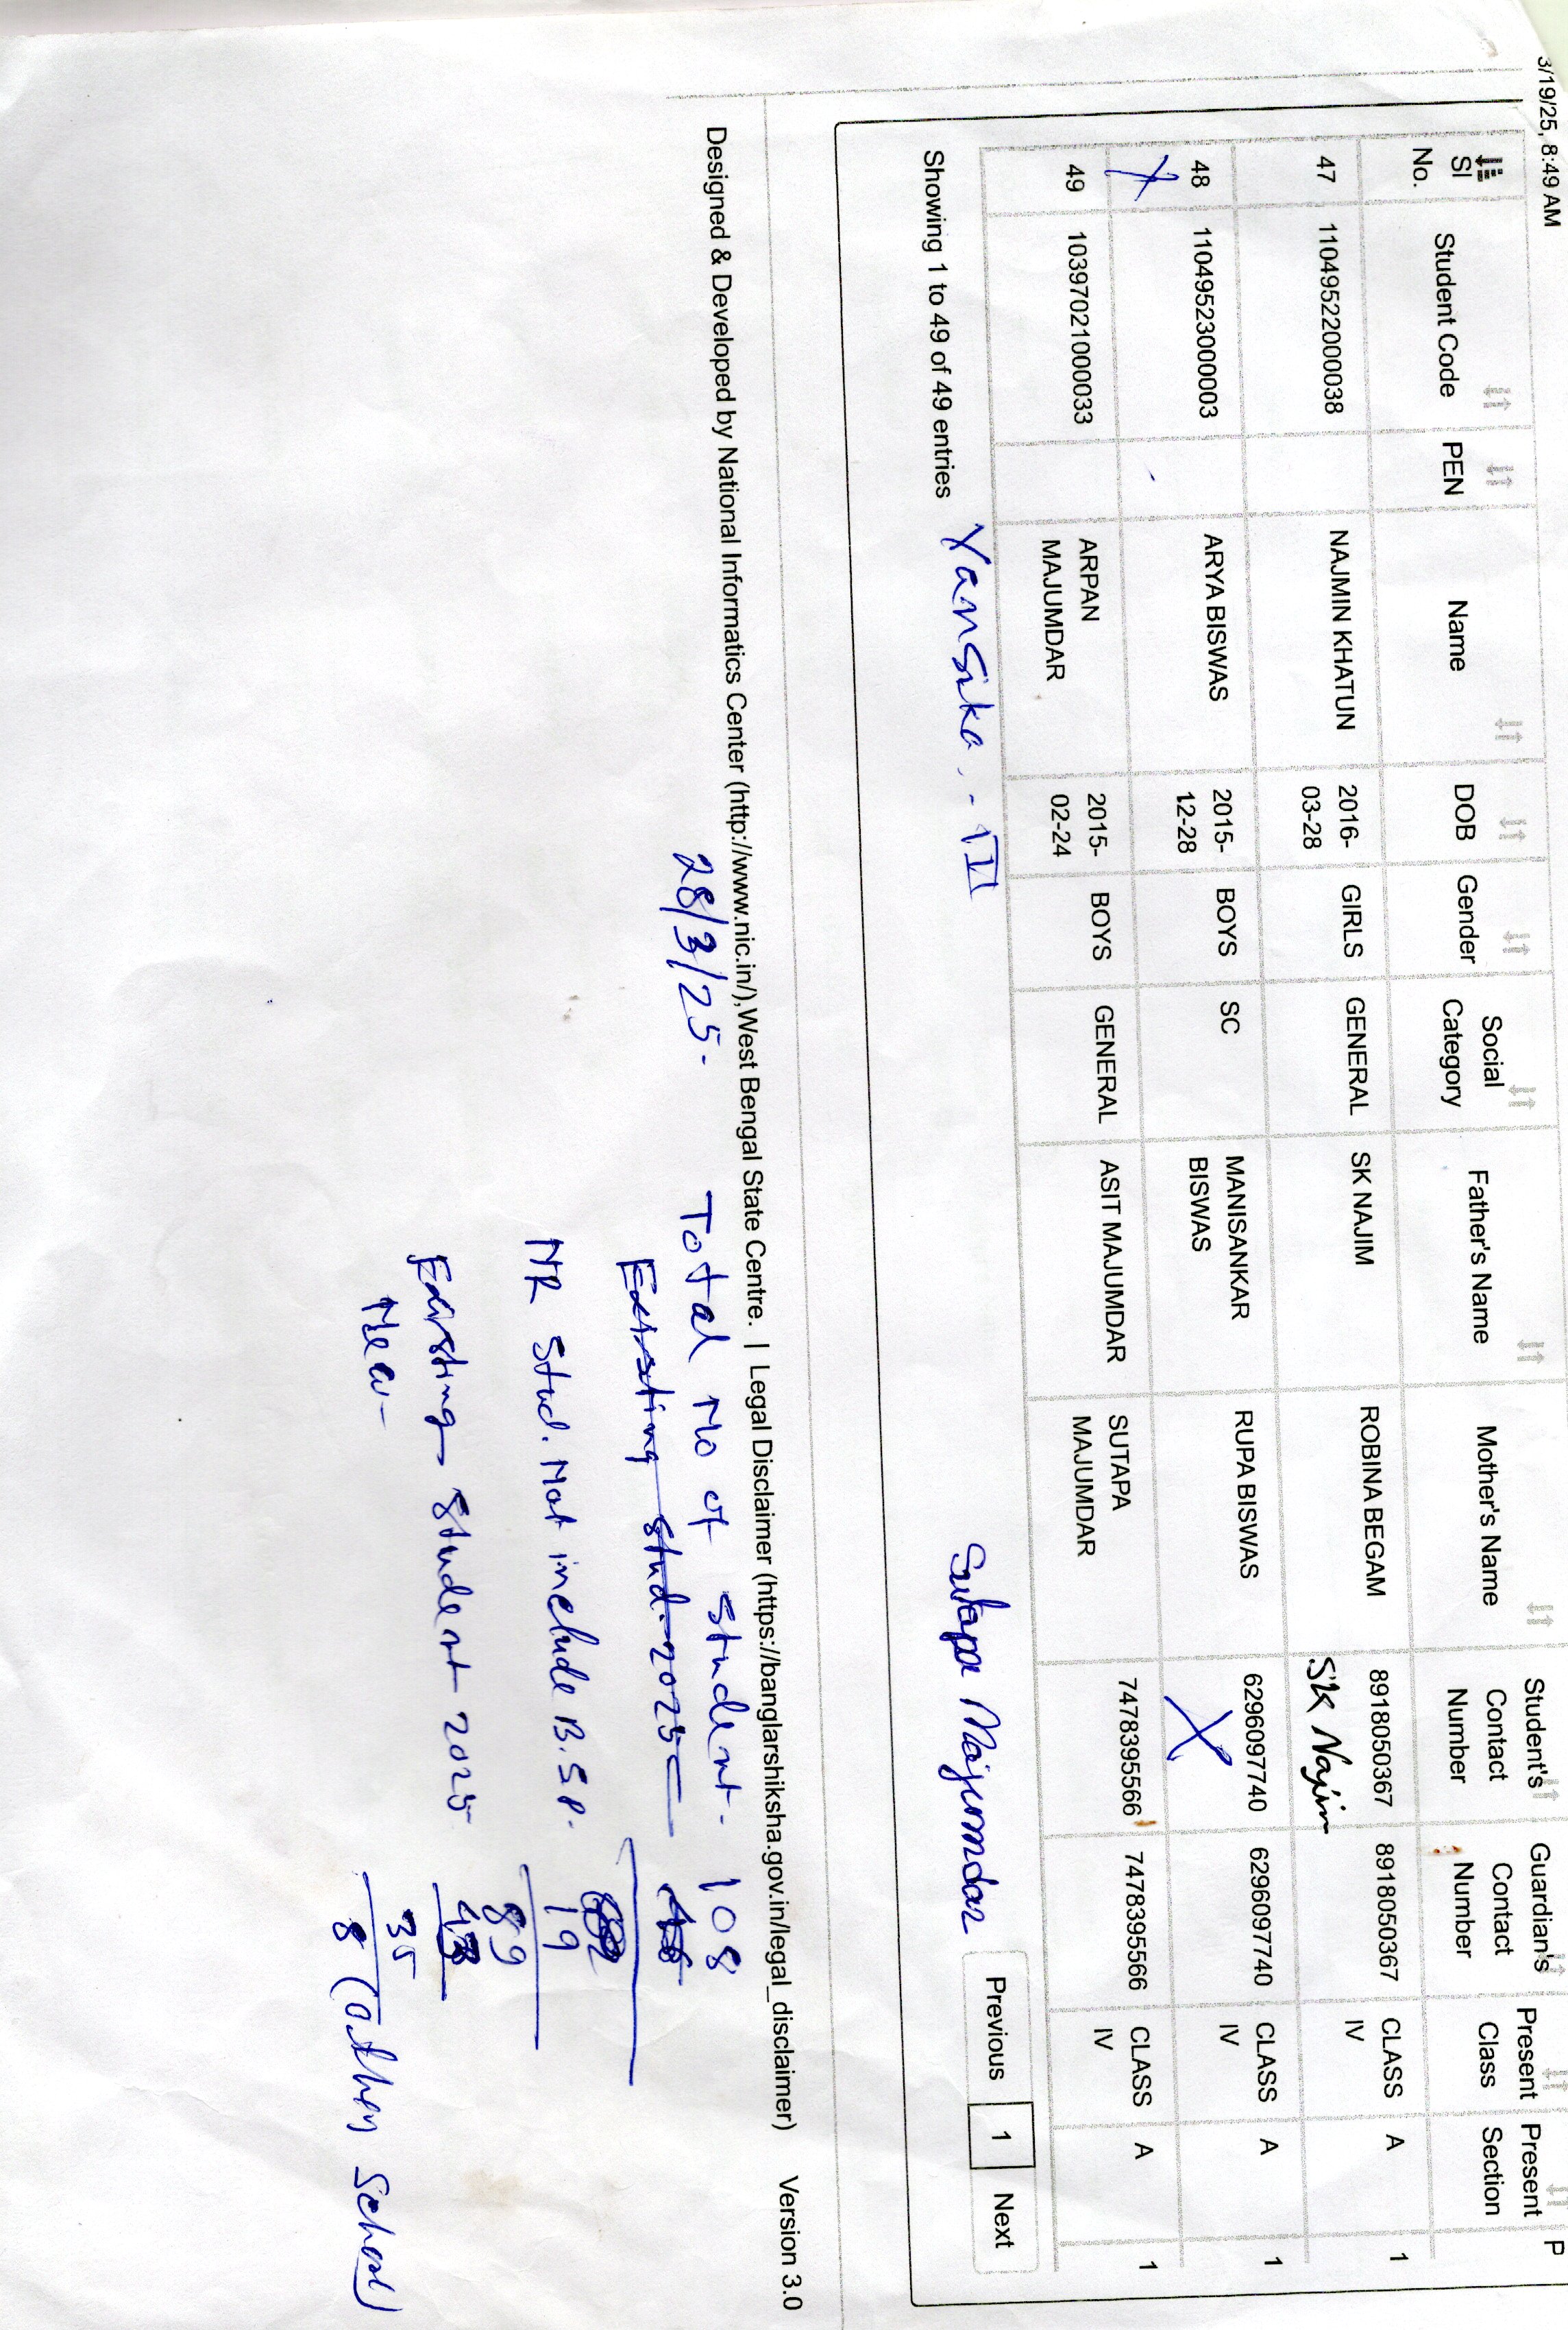 3/19/25, 8:49 AM
Sl No. Student Code PEN Name DOB Gender Social Category Father's Name Mother's Name Student's Contact Number Guardian's Contact Number Present Class Present Section P
47 11049522000038 NAJMIN KHATUN 2016-03-28 GIRLS GENERAL SK NAJIM ROBINA BEGAM 8918050367 8918050367 CLASS IV A 1
SK Najim
48 11049523000003 ARYA BISWAS 2015-12-28 BOYS SC MANISANKAR BISWAS RUPA BISWAS 6296097740 6296097740 CLASS IV A 1
X X
49 10397021000033 ARPAN MAJUMDAR 2015-02-24 BOYS GENERAL ASIT MAJUMDAR SUTAPA MAJUMDAR 7478395566 7478395566 CLASS IV A 1
Showing 1 to 49 of 49 entries Yansika - Sutapa Majumdar
Previous 1 Next
Designed & Developed by National Informatics Center (http://www.nic.in/),West Bengal State Centre. | Legal Disclaimer (https://banglarshiksha.gov.in/legal_disclaimer) Version 3.0
28/3/25. Total No of student. 108
Exirsting Stud. 2025
NR Stud. Not include B.S.P. 19
89
Exirsting Student 2025 43
35
New 8 (other School)